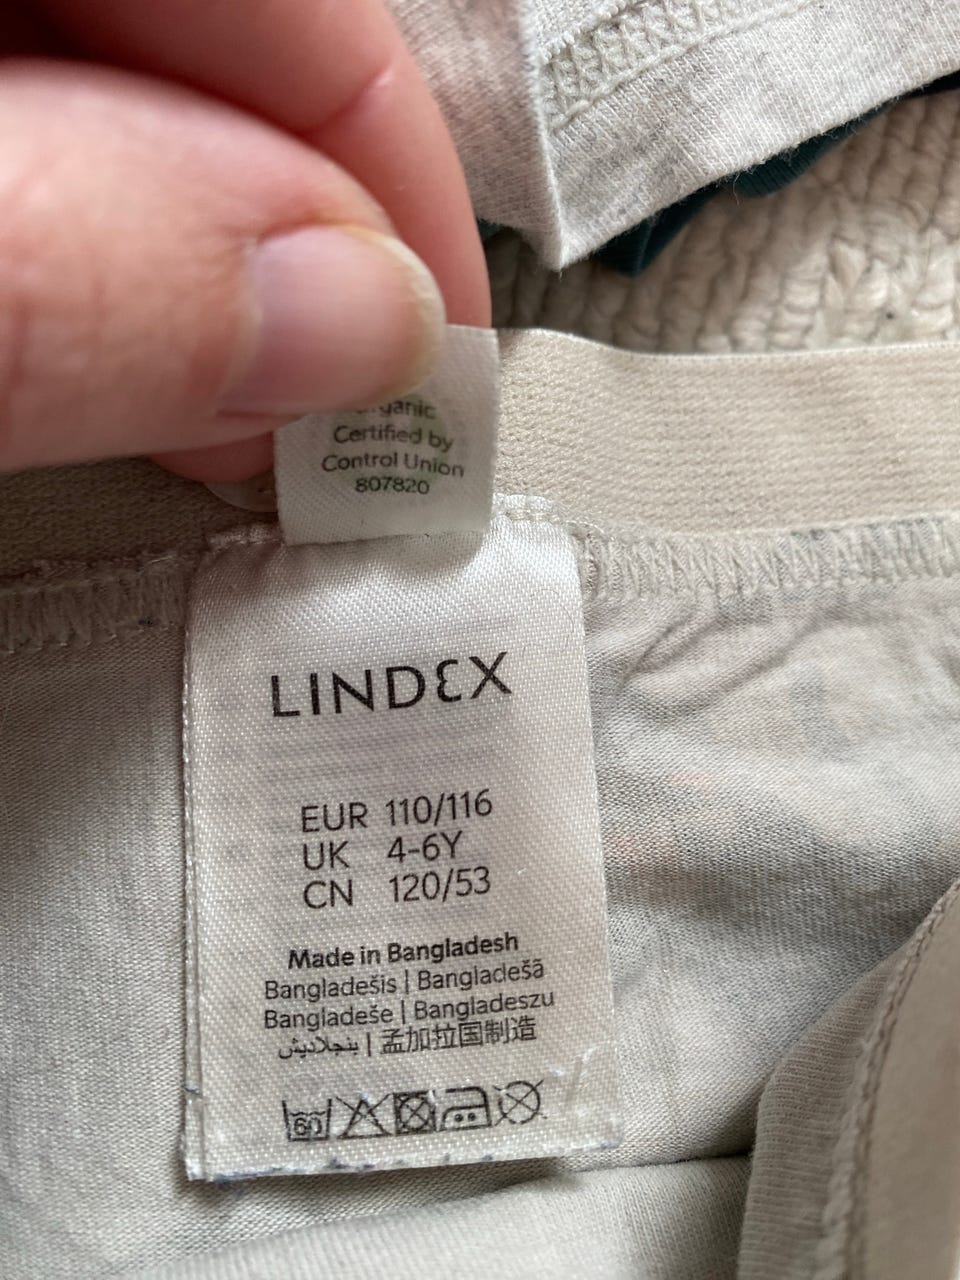 Certified by
Control Union
807820
LINDEX
EUR 110/116
UK 4-6Y
CN 120/53
Made in Bangladesh
Bangladešis | Bangladešā
Bangladeše | Bangladeszu
بنجلاديش | 孟加拉国制造
60